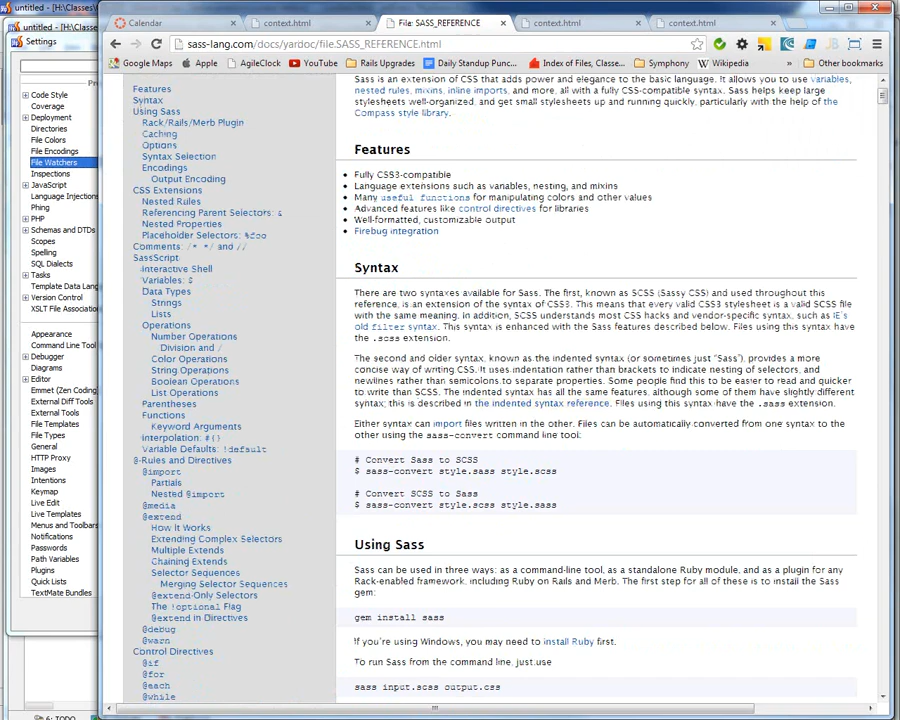 untitled - [H:\Classes\
untitled - [H:\C
Settings
Code Style
Coverage
Deployment
Directories
File Colors
File Encodings
File Watchers
Inspections
JavaScript
Language Injections
Phing
PHP
Schemas and DTDs
Scopes
Spelling
SQL Dialects
Tasks
Template Data Lan
Version Control
XSLT File Associatio
Appearance
Command Line Tool
Debugger
Diagrams
Editor
Emmet (Zen Coding
External Diff Tools
External Tools
File Templates
File Types
General
HTTP Proxy
Images
Intentions
Keymap
Live Edit
Live Templates
Menus and Toolbars
Notifications
Passwords
Path Variables
Plugins
Quick Lists
TextMate Bundles
6: TODO
Calendar
context.html
File: SASS_REFERENCE
context.html
context.html
sass-lang.com/docs/yardoc/file.SASS_REFERENCE.html
Google Maps
Apple
AgileClock
YouTube
Daily Standup Punc...
Index of Files, Classe...
Symphony
Wikipedia
»
Other bookmarks
Features
Syntax
Using Sass
Rack/Rails/Merb Plugin
Caching
Options
Syntax Selection
Encodings
Output Encoding
CSS Extensions
Nested Rules
Referencing Parent Selectors: &
Nested Properties
Placeholder Selectors: %foo
Comments: /* */ and //
SassScript
Interactive Shell
Variables: $
Data Types
Strings
Lists
Operations
Number Operations
Division and /
Color Operations
String Operations
Boolean Operations
List Operations
Parentheses
Functions
Keyword Arguments
Interpolation: #{}
Variable Defaults: !default
@-Rules and Directives
@import
Partials
Nested @import
@media
@extend
How it Works
Extending Complex Selectors
Multiple Extends
Chaining Extends
Selector Sequences
Merging Selector Sequences
@extend-Only Selectors
The !optional Flag
@extend in Directives
@debug
@warn
Control Directives
@if
@for
@each
@while
Sass is an extension of CSS that adds power and elegance to the basic language. It allows you to use variables,
nested rules, mixins, inline imports, and more, all with a fully CSS-compatible syntax. Sass helps keep large
stylesheets well-organized, and get small stylesheets up and running quickly, particularly with the help of the
Compass style library.
Features
Fully CSS3-compatible
Language extensions such as variables, nesting, and mixins
Many useful functions for manipulating colors and other values
Advanced features like control directives for libraries
Well-formatted, customizable output
Firebug integration
Syntax
There are two syntaxes available for Sass. The first, known as SCSS (Sassy CSS) and used throughout this
reference, is an extension of the syntax of CSS3. This means that every valid CSS3 stylesheet is a valid SCSS file
with the same meaning. In addition, SCSS understands most CSS hacks and vendor-specific syntax, such as IE's
old filter syntax. This syntax is enhanced with the Sass features described below. Files using this syntax have
the .scss extension.
The second and older syntax, known as the indented syntax (or sometimes just "Sass"), provides a more
concise way of writing CSS. It uses indentation rather than brackets to indicate nesting of selectors, and
newlines rather than semicolons to separate properties. Some people find this to be easier to read and quicker
to write than SCSS. The indented syntax has all the same features, although some of them have slightly different
syntax; this is described in the indented syntax reference. Files using this syntax have the .sass extension.
Either syntax can import files written in the other. Files can be automatically converted from one syntax to the
other using the sass-convert command line tool:
# Convert Sass to SCSS
$ sass-convert style.sass style.scss
# Convert SCSS to Sass
$ sass-convert style.scss style.sass
Using Sass
Sass can be used in three ways: as a command-line tool, as a standalone Ruby module, and as a plugin for any
Rack-enabled framework, including Ruby on Rails and Merb. The first step for all of these is to install the Sass
gem:
gem install sass
If you're using Windows, you may need to install Ruby first.
To run Sass from the command line, just use
sass input.scss output.css